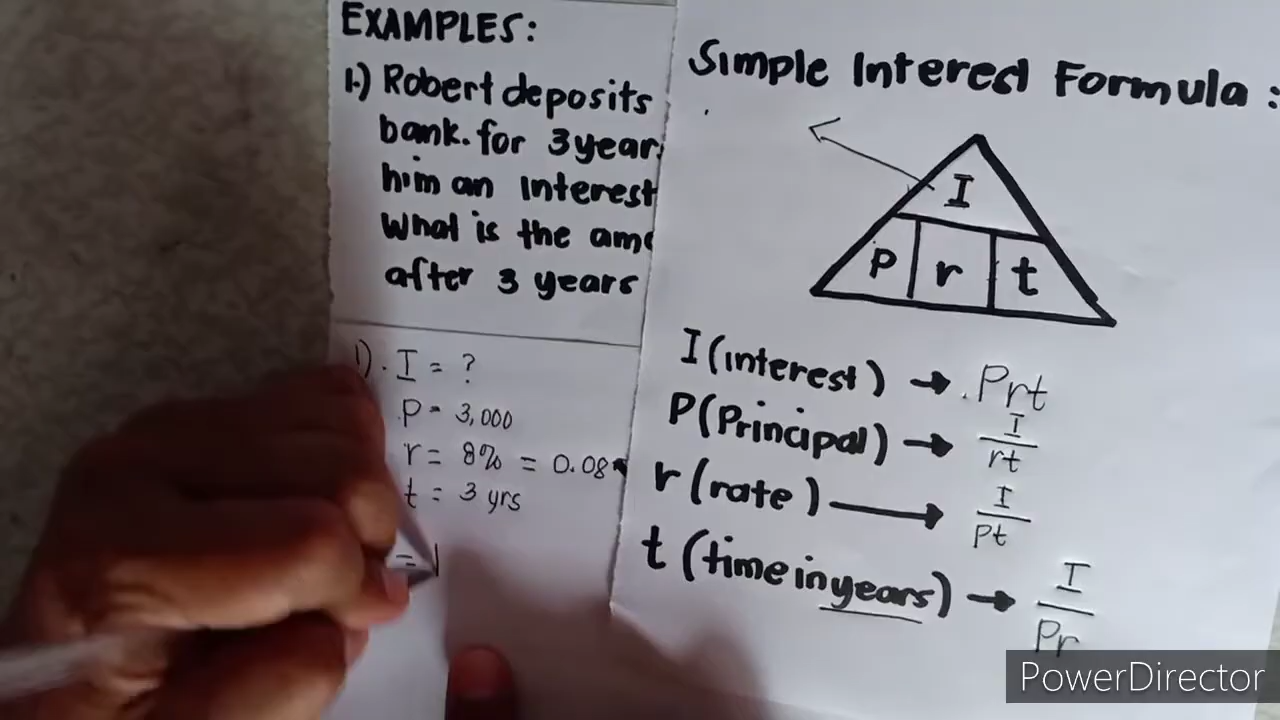 EXAMPLES:
1.) Robert deposits
bank. for 3 year
him an interest
What is the am
after 3 years
1). I = ?
P = 3,000
r = 8% = 0.08
t = 3 yrs
=
Simple Interest Formula :
I
P r t
I (interest) → Prt
P (Principal) → I/rt
r (rate) → I/Pt
t (time in years) → I/Pr
PowerDirector